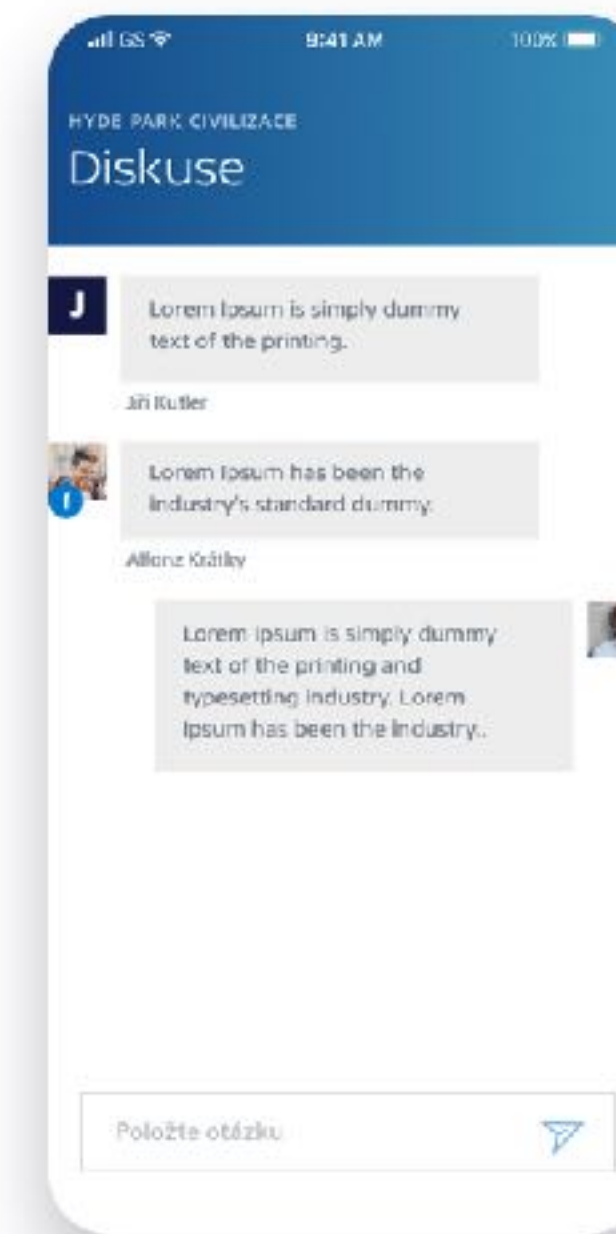 GS
9:41 AM
100%
HYDE PARK CIVILIZACE
Diskuse
J
Lorem Ipsum is simply dummy
text of the printing.
Jiří Kutler
Lorem Ipsum has been the
industry's standard dummy.
Alfonz Krátky
Lorem Ipsum is simply dummy
text of the printing and
typesetting industry. Lorem
Ipsum has been the industry..
Položte otázku